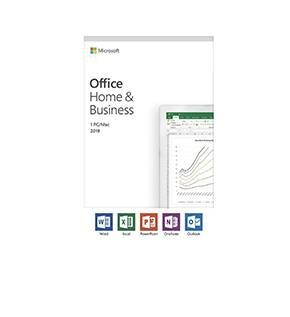 Microsoft
Office
Home &
Business
1 PC/Mac
2019
Word
Excel
PowerPoint
OneNote
Outlook